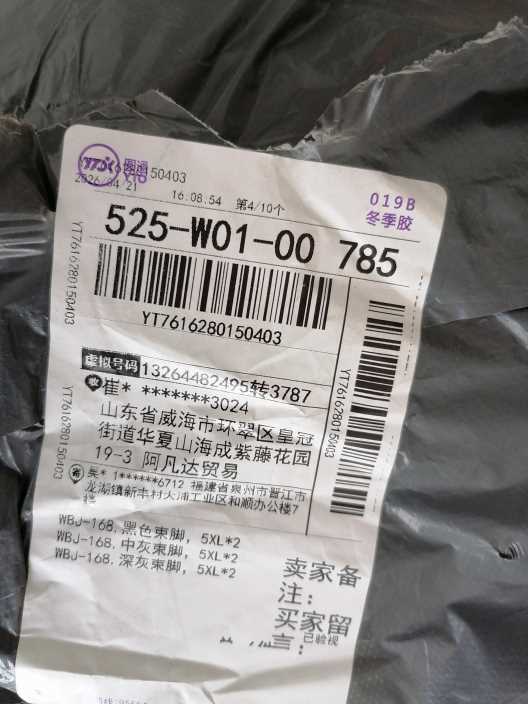 圆通
YTO
YT7616280150403
2026/04/21
16.08.54 第4/10个
019B
冬季胶
525-W01-00 785
YT7616280150403
YT7616280150403
YT7616280150403
YT7616280150403
虚拟号码 13264482495转3787
收 崔* *******3024
山东省威海市环翠区皇冠
街道华夏山海成紫藤花园
19-3 阿凡达贸易
吴* 1******6712 福建省泉州市晋江市
龙湖镇新丰村大浦工业区和顺办公楼7
楼
WBJ-168,黑色束脚, 5XL*2
WBJ-168,中灰束脚, 5XL*2
WBJ-168,深灰束脚, 5XL*2
卖家备
注:
买家留
言:
已验视